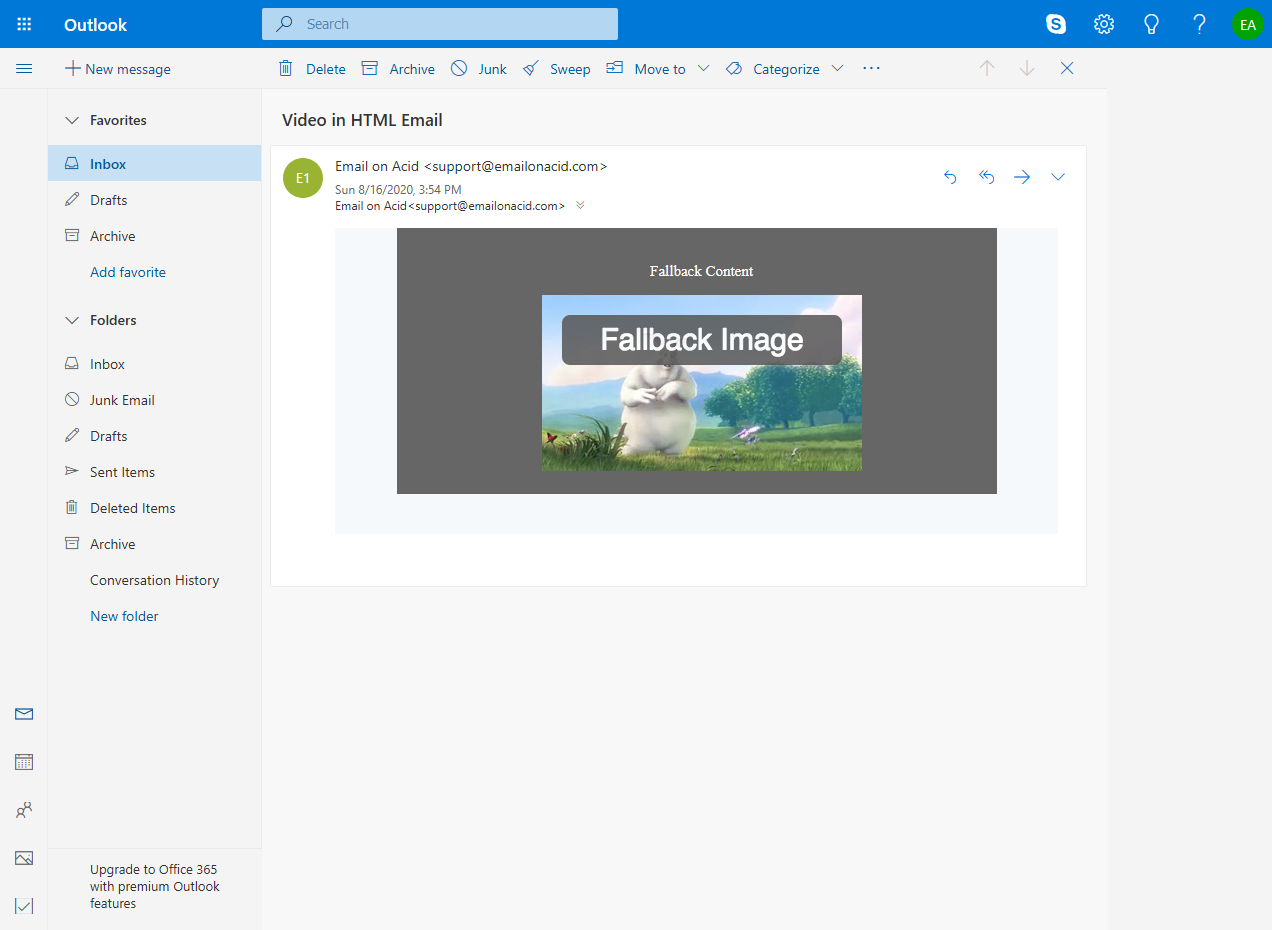 Outlook
Search
EA
New message
Delete
Archive
Junk
Sweep
Move to
Categorize
Favorites
Inbox
Drafts
Archive
Add favorite
Folders
Inbox
Junk Email
Drafts
Sent Items
Deleted Items
Archive
Conversation History
New folder
Upgrade to Office 365
with premium Outlook
features
Video in HTML Email
E1
Email on Acid <support@emailonacid.com>
Sun 8/16/2020, 3:54 PM
Email on Acid<support@emailonacid.com>
Fallback Content
Fallback Image